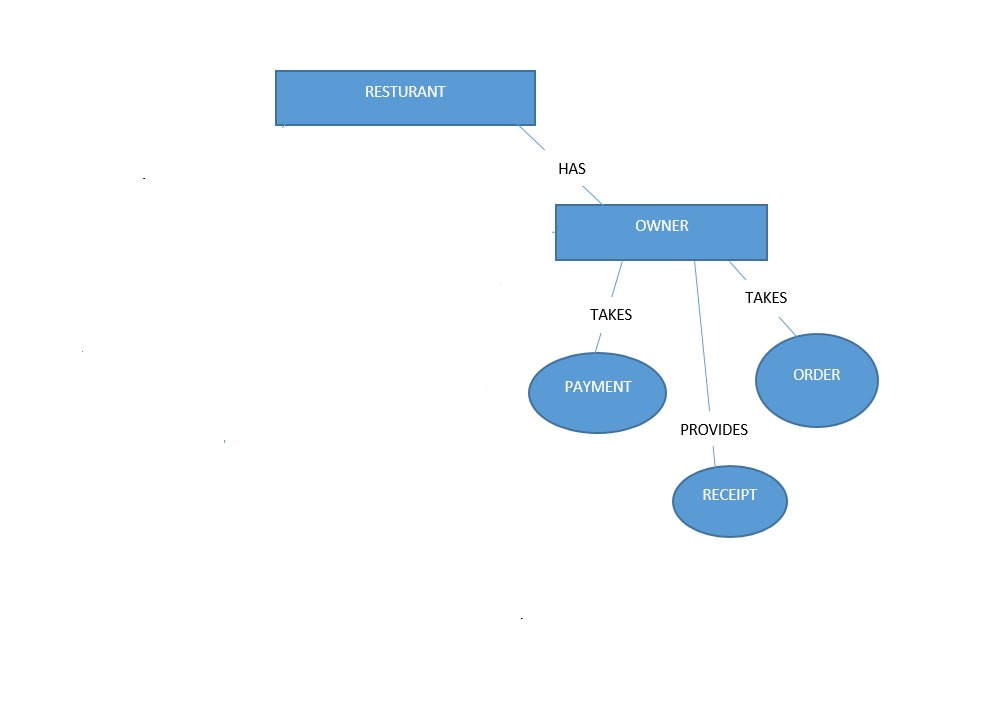 RESTURANT
HAS
OWNER
TAKES
TAKES
PAYMENT
ORDER
PROVIDES
RECEIPT